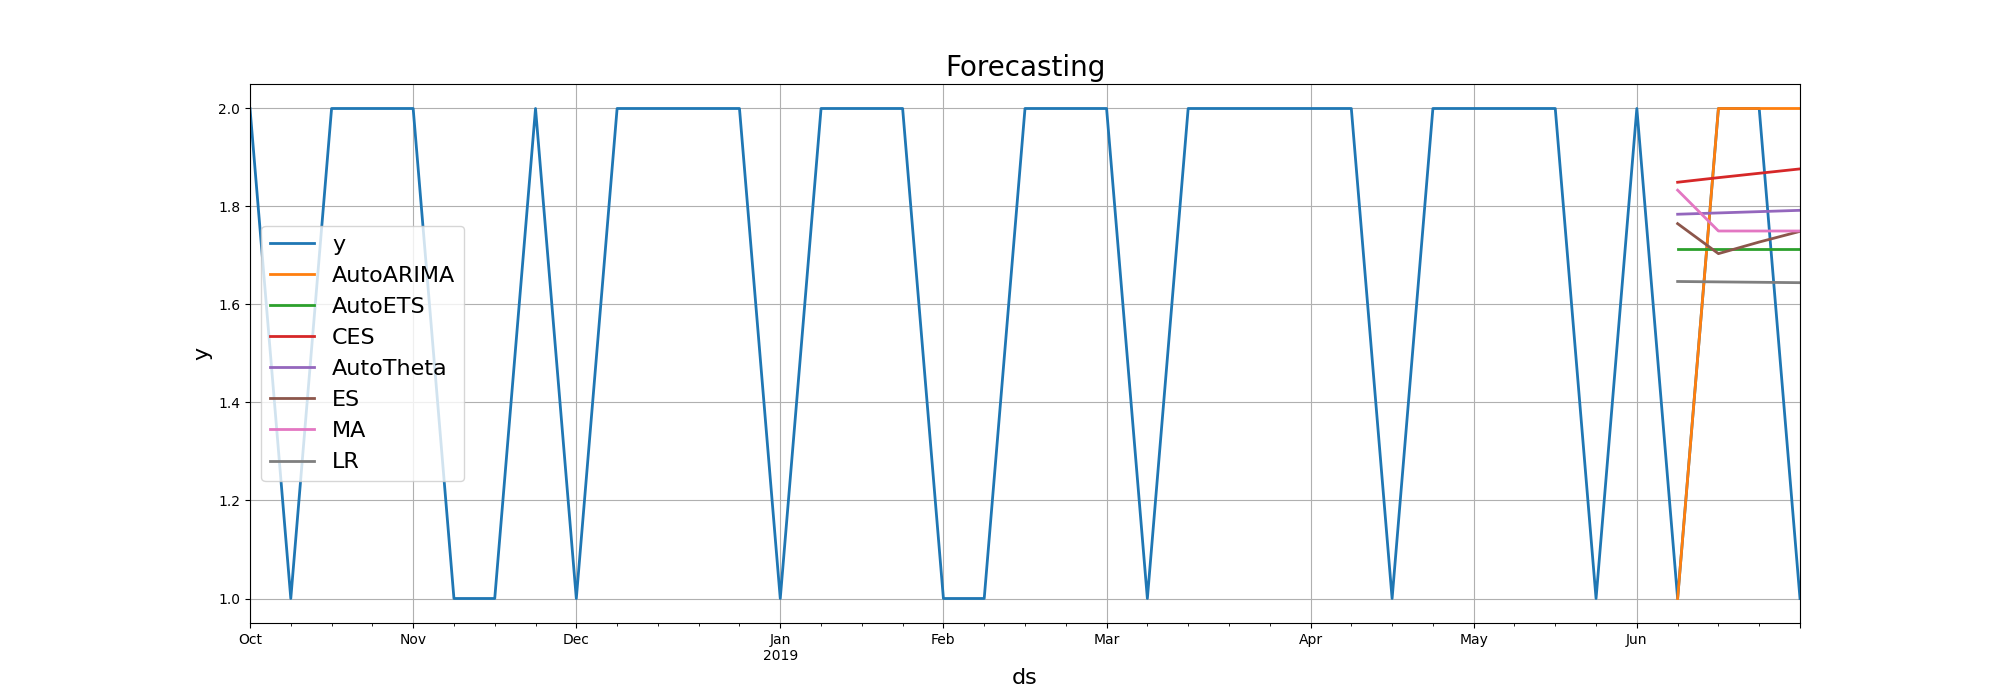 Forecasting
y
2.0
1.8
1.6
1.4
1.2
1.0
y
AutoARIMA
AutoETS
CES
AutoTheta
ES
MA
LR
Oct Nov Dec Jan Feb Mar Apr May Jun
2019
ds